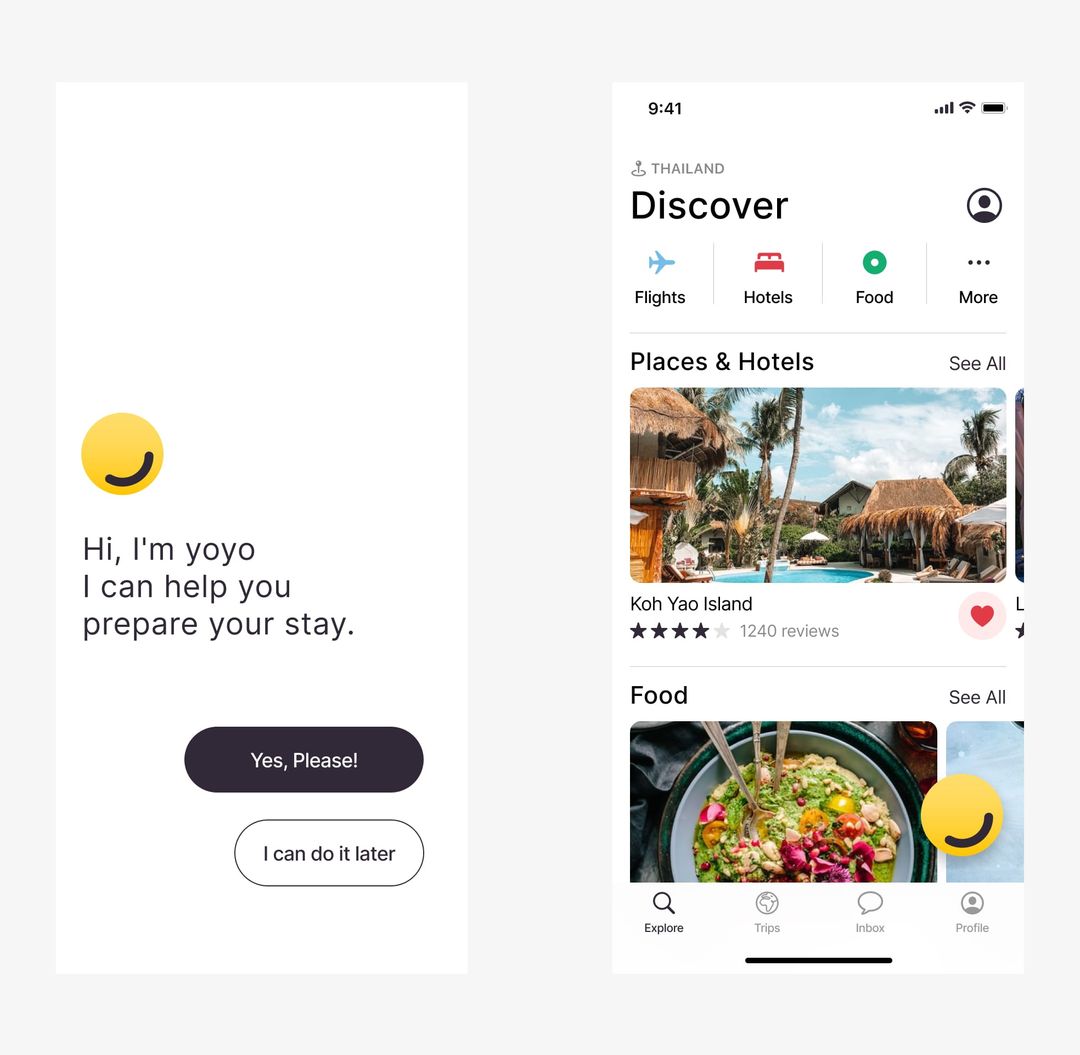 Hi, I'm yoyo
I can help you
prepare your stay.
Yes, Please!
I can do it later
9:41
THAILAND
Discover
Flights
Hotels
Food
More
Places & Hotels
See All
Koh Yao Island
L
1240 reviews
Food
See All
Explore
Trips
Inbox
Profile